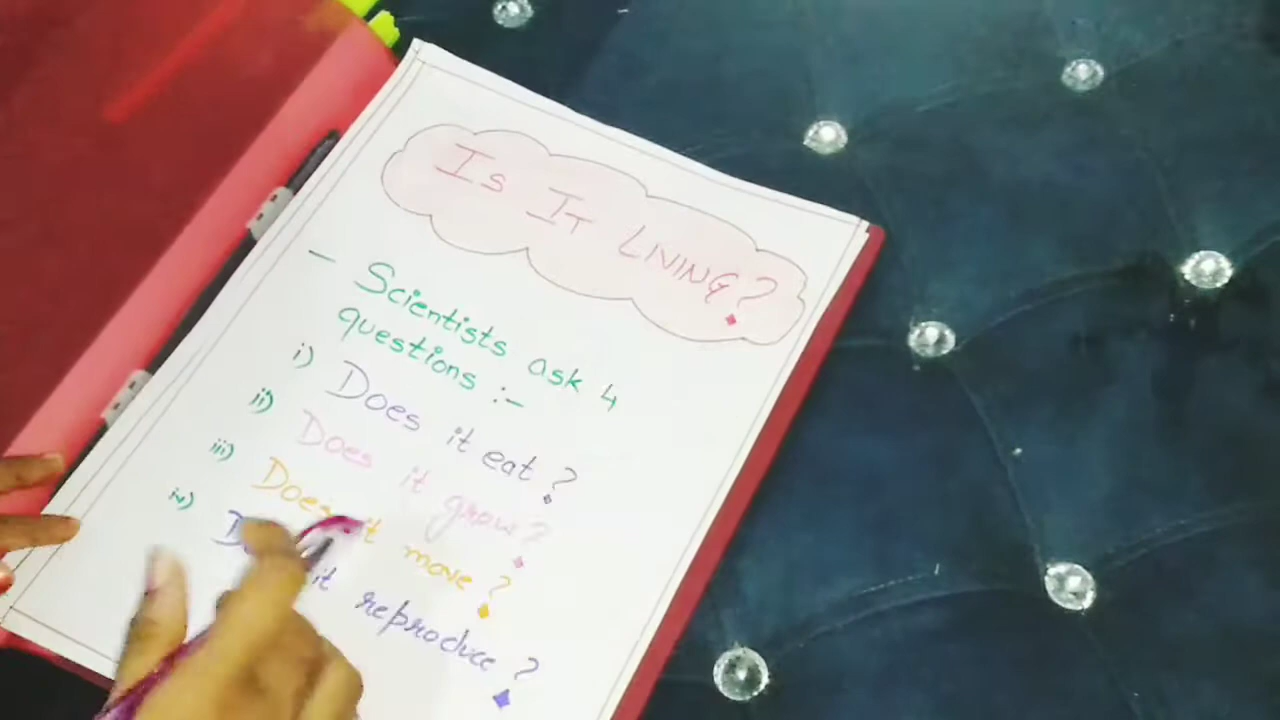 Is It LIVING?
- Scientists ask 4
questions :-
i) Does it eat?
ii) Does it grow?
iii) Does it move?
iv) it reproduce?